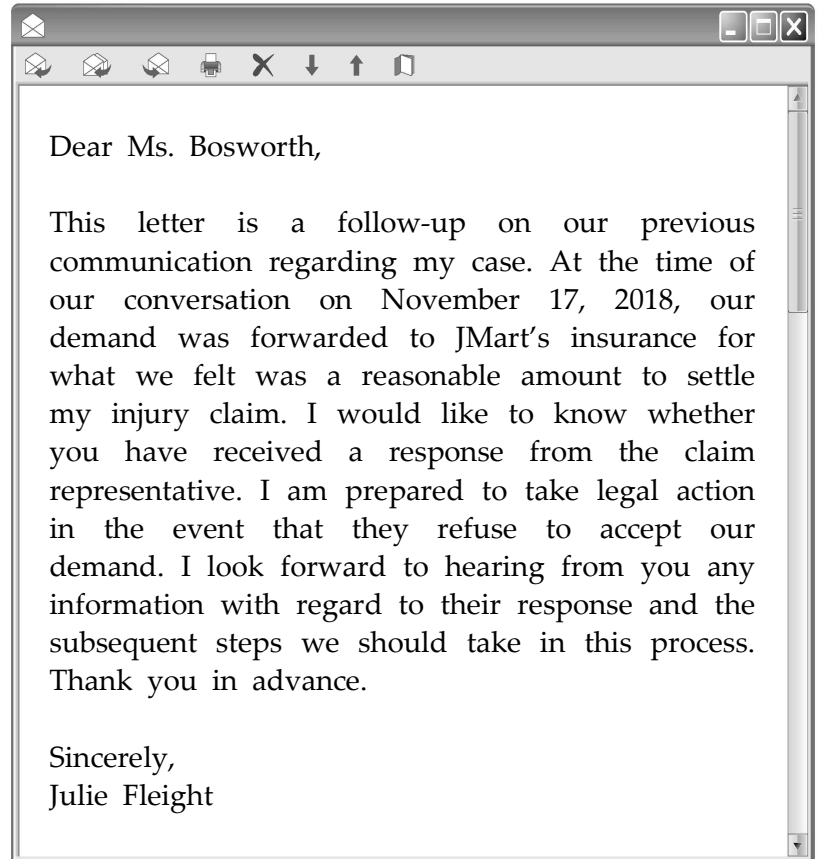 Dear Ms. Bosworth,
This letter is a follow-up on our previous
communication regarding my case. At the time of
our conversation on November 17, 2018, our
demand was forwarded to JMart’s insurance for
what we felt was a reasonable amount to settle
my injury claim. I would like to know whether
you have received a response from the claim
representative. I am prepared to take legal action
in the event that they refuse to accept our
demand. I look forward to hearing from you any
information with regard to their response and the
subsequent steps we should take in this process.
Thank you in advance.
Sincerely,
Julie Fleight